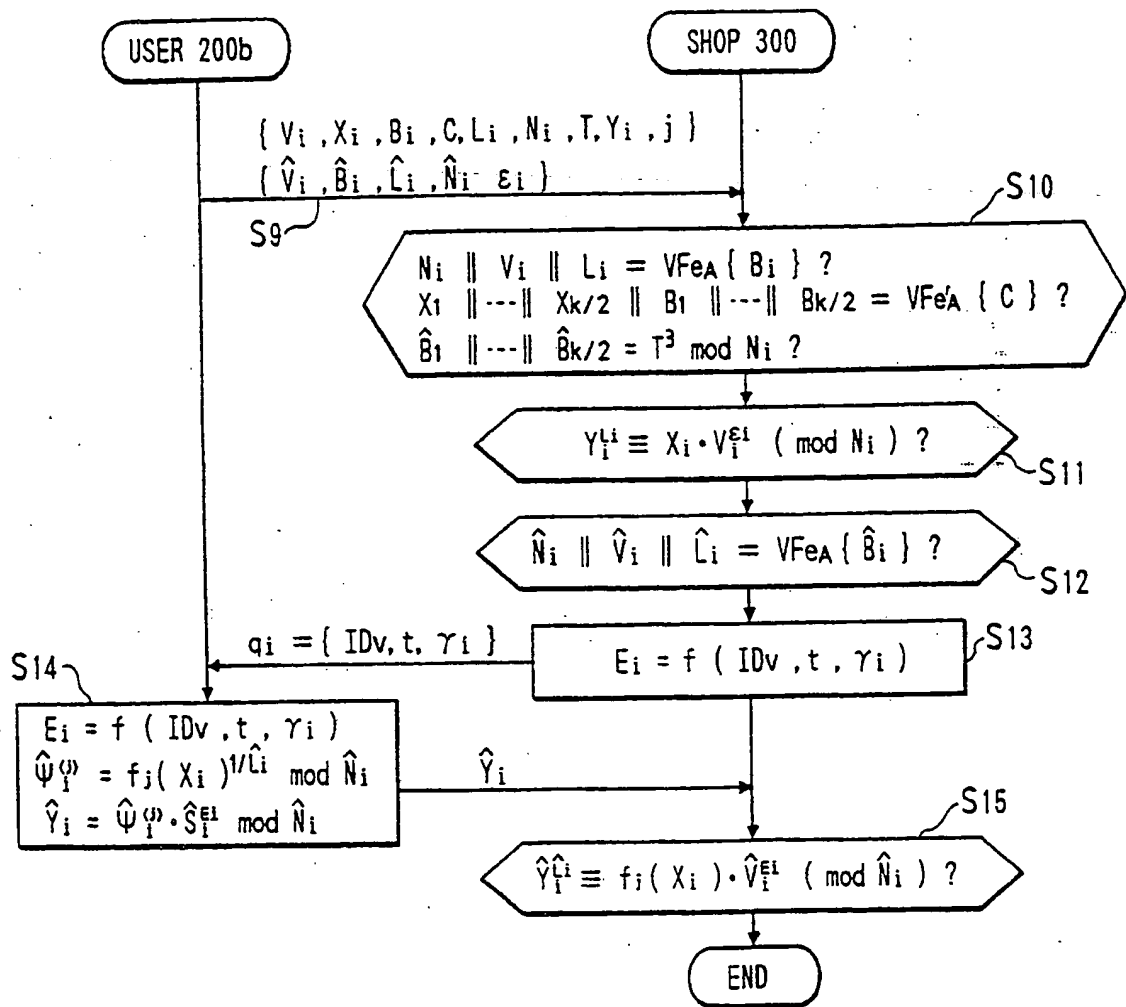 USER 200b
SHOP 300
{ Vi , Xi , Bi , C, Li , Ni , T, Yi , j }
{ V̂i , B̂i , L̂i , N̂i εi }
S9
S10
Ni ‖ Vi ‖ Li = VFeA { Bi } ?
X1 ‖ --- ‖ Xk/2 ‖ B1 ‖ --- ‖ Bk/2 = VFe'A { C } ?
B̂1 ‖ --- ‖ B̂k/2 = T³ mod Ni ?
Yi^Li ≡ Xi · Vi^εi ( mod Ni ) ?
S11
N̂i ‖ V̂i ‖ L̂i = VFeA { B̂i } ?
S12
qi = { IDv, t, γi }
S13
Ei = f ( IDv , t , γi )
S14
Ei = f ( IDv , t , γi )
Ψ̂i^(j) = fj( Xi )^1/L̂i mod N̂i
Ŷi = Ψ̂i^(j) · Ŝi^Ei mod N̂i
Ŷi
S15
Ŷi^L̂i ≡ fj( Xi ) · V̂i^Ei ( mod N̂i ) ?
END